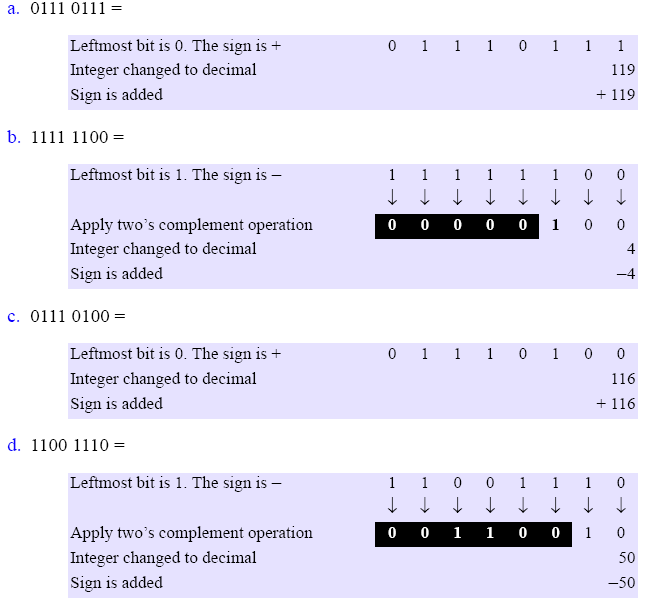 a. 0111 0111 =
Leftmost bit is 0. The sign is + 0 1 1 1 0 1 1 1
Integer changed to decimal 119
Sign is added + 119
b. 1111 1100 =
Leftmost bit is 1. The sign is − 1 1 1 1 1 1 0 0
↓ ↓ ↓ ↓ ↓ ↓ ↓ ↓
Apply two's complement operation 0 0 0 0 0 1 0 0
Integer changed to decimal 4
Sign is added −4
c. 0111 0100 =
Leftmost bit is 0. The sign is + 0 1 1 1 0 1 0 0
Integer changed to decimal 116
Sign is added + 116
d. 1100 1110 =
Leftmost bit is 1. The sign is − 1 1 0 0 1 1 1 0
↓ ↓ ↓ ↓ ↓ ↓ ↓ ↓
Apply two's complement operation 0 0 1 1 0 0 1 0
Integer changed to decimal 50
Sign is added −50